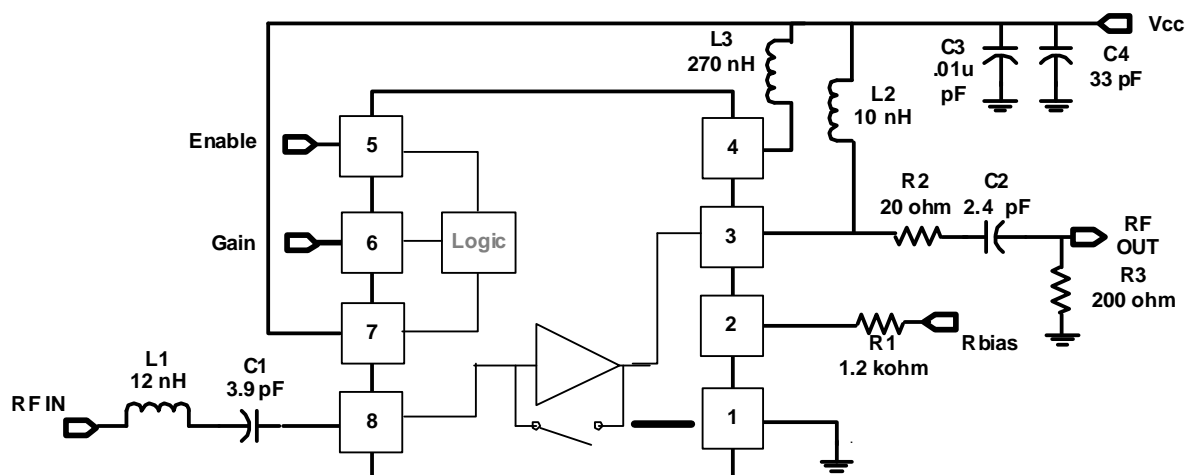 Vcc
L3
270 nH
C3
.01u
pF
C4
33 pF
L2
10 nH
Enable
5
4
R2
20 ohm
C2
2.4 pF
Gain
6
Logic
3
RF
OUT
R3
200 ohm
7
2
R1
1.2 kohm
Rbias
L1
12 nH
C1
3.9 pF
RF IN
8
1